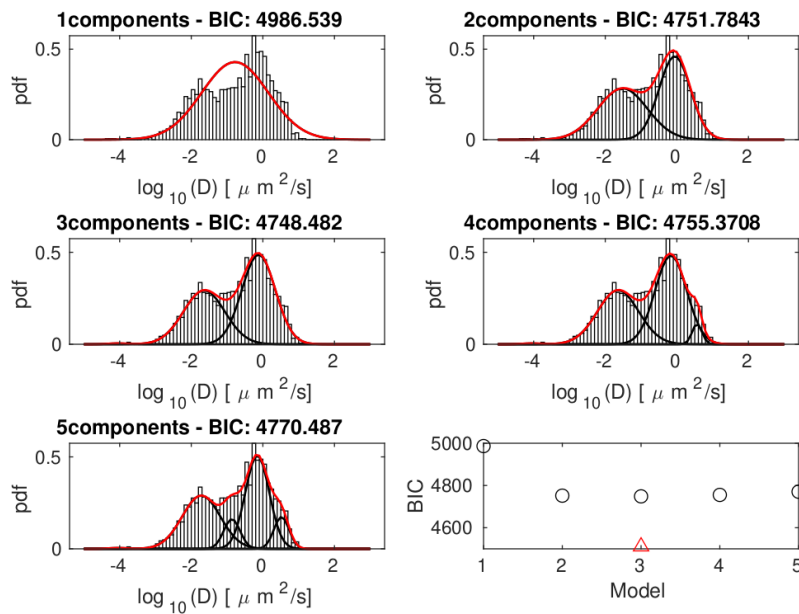 1components - BIC: 4986.539
pdf
0.5
0
-4 -2 0 2
log 10 (D) [ μ m 2/s]
2components - BIC: 4751.7843
pdf
0.5
0
-4 -2 0 2
log 10 (D) [ μ m 2/s]
3components - BIC: 4748.482
pdf
0.5
0
-4 -2 0 2
log 10 (D) [ μ m 2/s]
4components - BIC: 4755.3708
pdf
0.5
0
-4 -2 0 2
log 10 (D) [ μ m 2/s]
5components - BIC: 4770.487
pdf
0.5
0
-4 -2 0 2
log 10 (D) [ μ m 2/s]
BIC
5000
4800
4600
1 2 3 4 5
Model